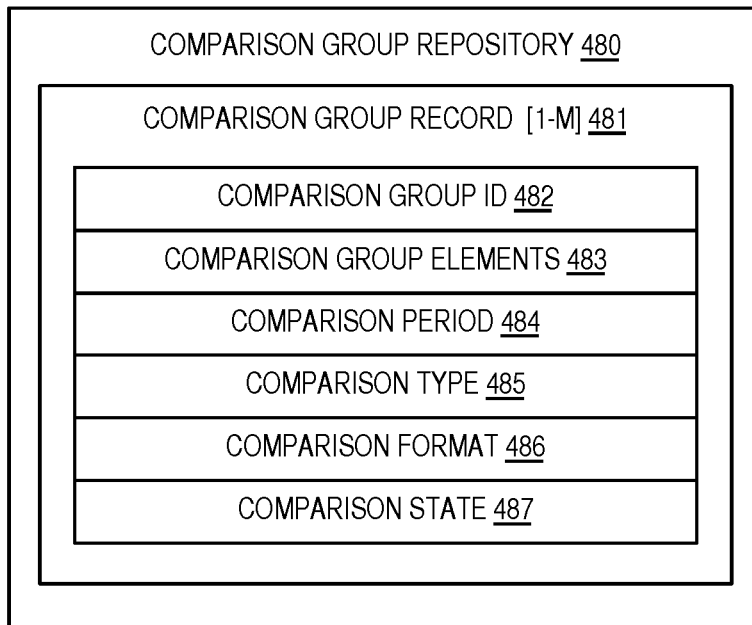 COMPARISON GROUP REPOSITORY 480
COMPARISON GROUP RECORD [1-M] 481
COMPARISON GROUP ID 482
COMPARISON GROUP ELEMENTS 483
COMPARISON PERIOD 484
COMPARISON TYPE 485
COMPARISON FORMAT 486
COMPARISON STATE 487